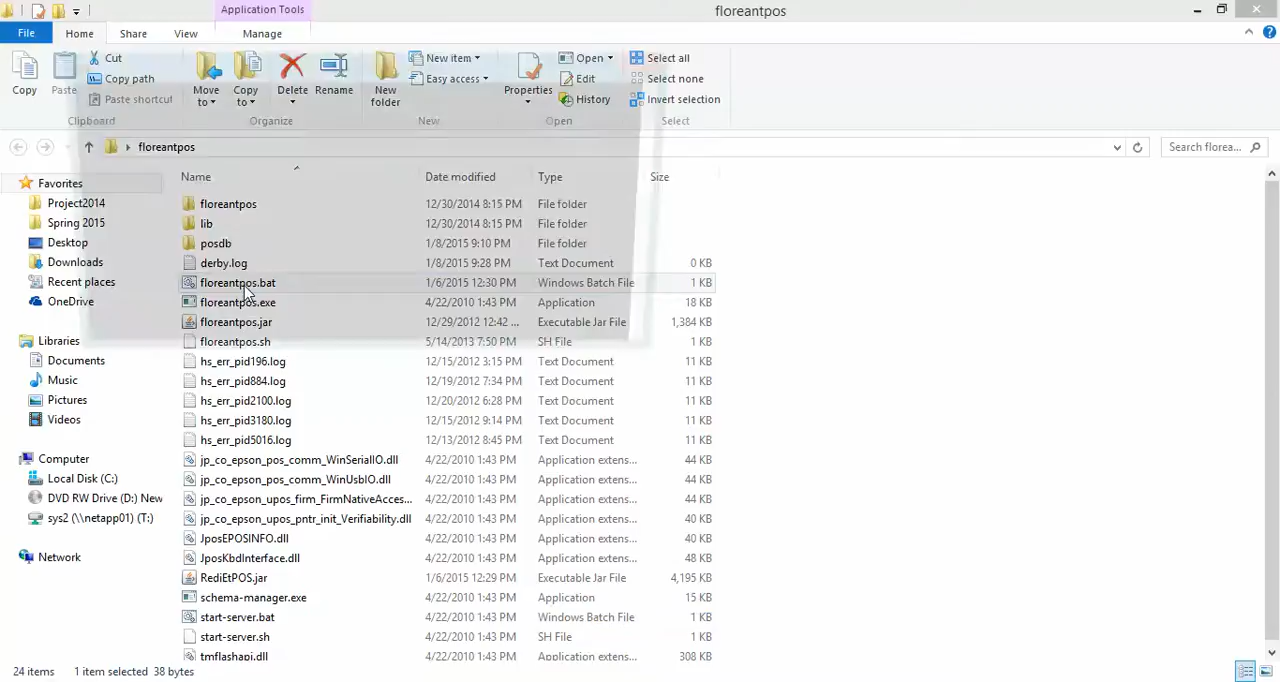 Application Tools
floreantpos
File Home Share View Manage
Copy
Paste
Cut
Copy path
Paste shortcut
Clipboard
Move to
Copy to
Delete
Rename
Organize
New folder
New item
Easy access
New
Properties
Open
Edit
History
Open
Select all
Select none
Invert selection
Select
floreantpos
Search florea...
Name Date modified Type Size
Favorites
Project2014
Spring 2015
Desktop
Downloads
Recent places
OneDrive
Libraries
Documents
Music
Pictures
Videos
Computer
Local Disk (C:)
DVD RW Drive (D:) New
sys2 (\\netapp01) (T:)
Network
floreantpos 12/30/2014 8:15 PM File folder
lib 12/30/2014 8:15 PM File folder
posdb 1/8/2015 9:10 PM File folder
derby.log 1/8/2015 9:28 PM Text Document 0 KB
floreantpos.bat 1/6/2015 12:30 PM Windows Batch File 1 KB
floreantpos.exe 4/22/2010 1:43 PM Application 18 KB
floreantpos.jar 12/29/2012 12:42 ... Executable Jar File 1,384 KB
floreantpos.sh 5/14/2013 7:50 PM SH File 1 KB
hs_err_pid196.log 12/15/2012 3:15 PM Text Document 11 KB
hs_err_pid884.log 12/19/2012 7:34 PM Text Document 11 KB
hs_err_pid2100.log 12/20/2012 6:28 PM Text Document 11 KB
hs_err_pid3180.log 12/15/2012 9:14 PM Text Document 11 KB
hs_err_pid5016.log 12/13/2012 8:45 PM Text Document 11 KB
jp_co_epson_pos_comm_WinSerialIO.dll 4/22/2010 1:43 PM Application extens... 44 KB
jp_co_epson_pos_comm_WinUsbIO.dll 4/22/2010 1:43 PM Application extens... 44 KB
jp_co_epson_upos_firm_FirmNativeAcces... 4/22/2010 1:43 PM Application extens... 44 KB
jp_co_epson_upos_pntr_init_Verifiability.dll 4/22/2010 1:43 PM Application extens... 40 KB
JposEPOSINFO.dll 4/22/2010 1:43 PM Application extens... 40 KB
JposKbdInterface.dll 4/22/2010 1:43 PM Application extens... 48 KB
RediEtPOS.jar 1/6/2015 12:29 PM Executable Jar File 4,195 KB
schema-manager.exe 4/22/2010 1:43 PM Application 15 KB
start-server.bat 4/22/2010 1:43 PM Windows Batch File 1 KB
start-server.sh 4/22/2010 1:43 PM SH File 1 KB
tmflashapi.dll 4/22/2010 1:43 PM Application extens... 308 KB
24 items 1 item selected 38 bytes